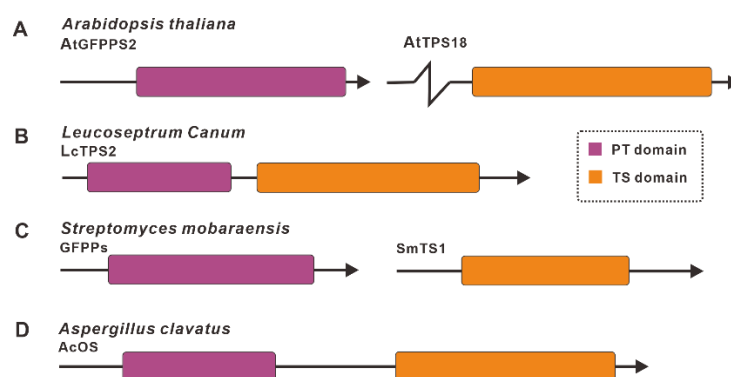 A
Arabidopsis thaliana
AtGFPPS2
AtTPS18
B
Leucoseptrum Canum
LcTPS2
PT domain
TS domain
C
Streptomyces mobaraensis
GFPPs
SmTS1
D
Aspergillus clavatus
AcOS